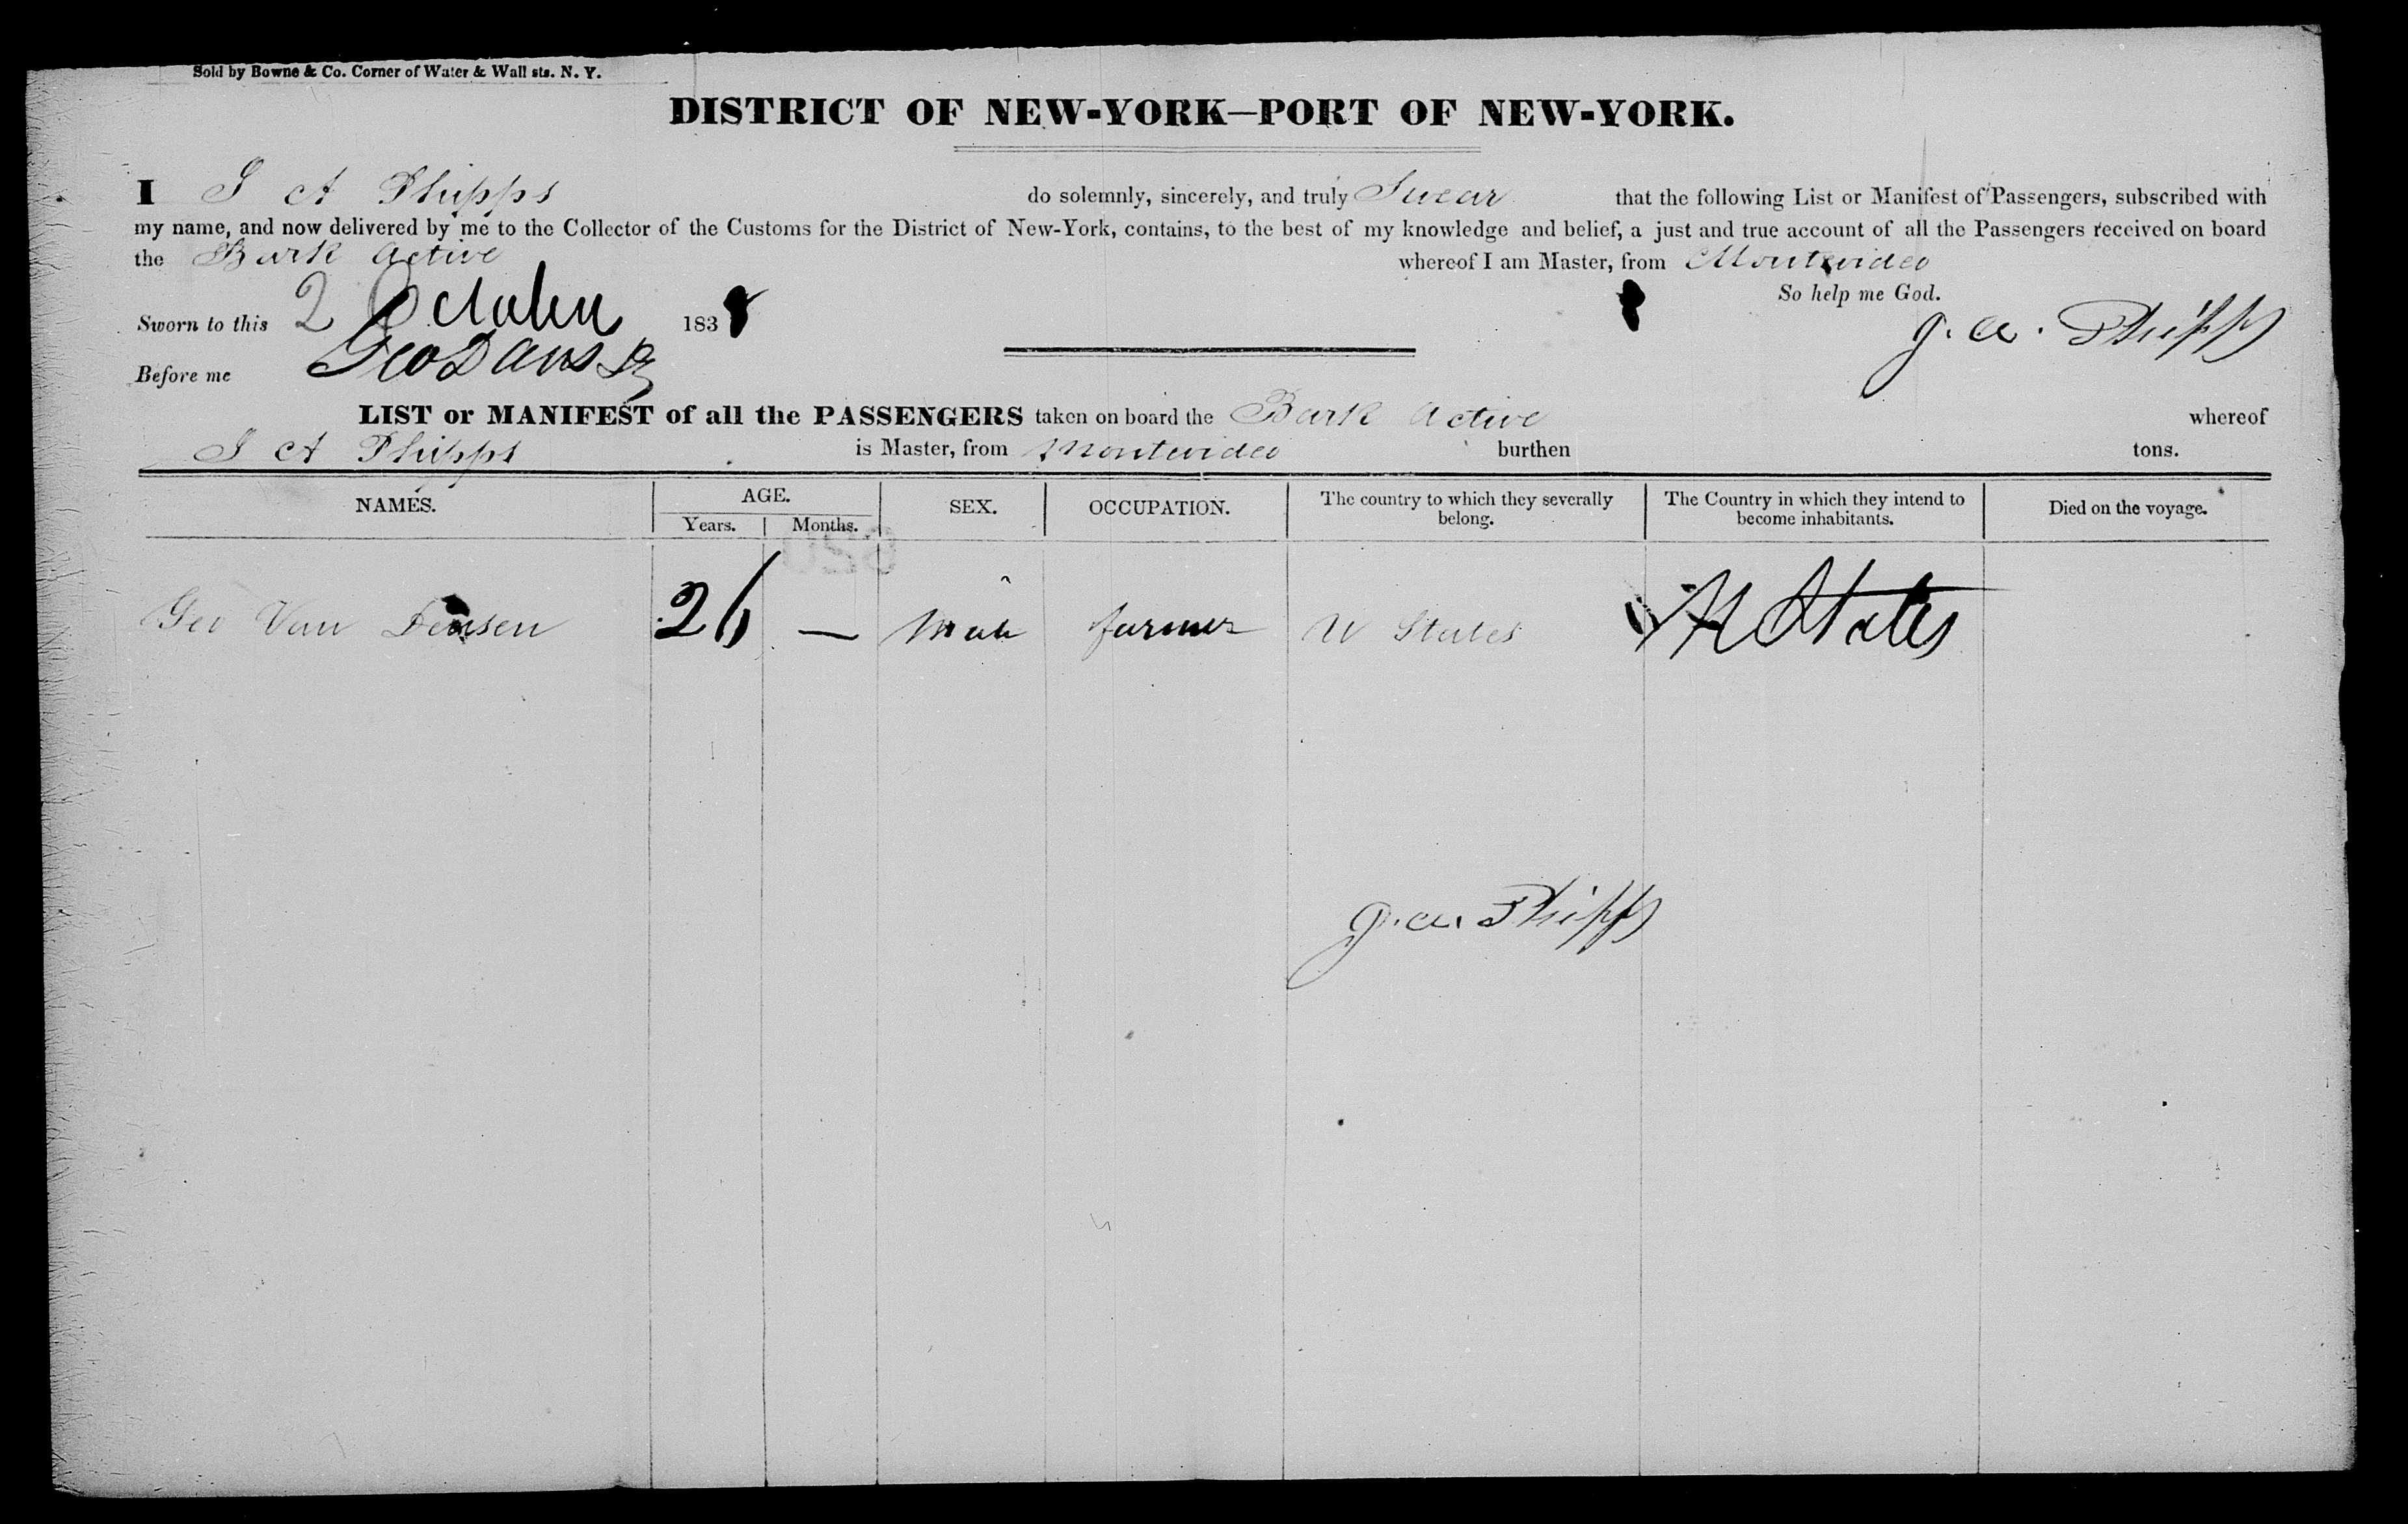 Sold by Bowne & Co. Corner of Water & Wall sts. N. Y.
DISTRICT OF NEW-YORK—PORT OF NEW-YORK.
I J A Phipps do solemnly, sincerely, and truly Swear that the following List or Manifest of Passengers, subscribed with
my name, and now delivered by me to the Collector of the Customs for the District of New-York, contains, to the best of my knowledge and belief, a just and true account of all the Passengers received on board
the Bark Active whereof I am Master, from Montevideo
So help me God.
Sworn to this 2 October 1838 J. A. Phipps
Before me Geo Davis
LIST or MANIFEST of all the PASSENGERS taken on board the Bark Active whereof
J A Phipps is Master, from Montevideo burthen tons.
NAMES. AGE. Years. Months. SEX. OCCUPATION. The country to which they severally belong. The Country in which they intend to become inhabitants. Died on the voyage.
Geo Van 26 — Male farmer U States U States
J. A. Phipps